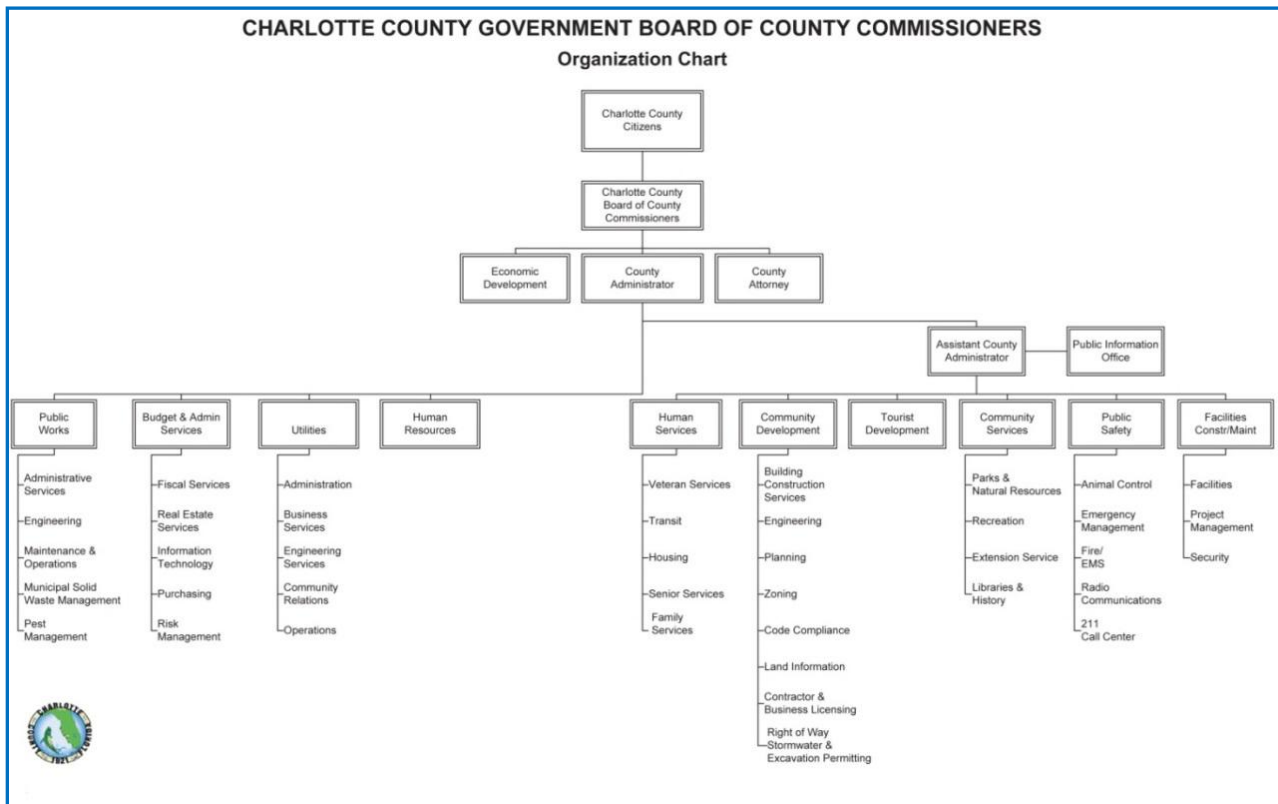 CHARLOTTE COUNTY GOVERNMENT BOARD OF COUNTY COMMISSIONERS
Organization Chart
Charlotte County
Citizens
Charlotte County
Board of County
Commissioners
Economic
Development
County
Administrator
County
Attorney
Assistant County
Administrator
Public Information
Office
Public
Works
Budget & Admin
Services
Utilities
Human
Resources
Human
Services
Community
Development
Tourist
Development
Community
Services
Public
Safety
Facilities
Constr/Maint
Administrative
Services
Engineering
Maintenance &
Operations
Municipal Solid
Waste Management
Pest
Management
Fiscal Services
Real Estate
Services
Information
Technology
Purchasing
Risk
Management
Administration
Business
Services
Engineering
Services
Community
Relations
Operations
Veteran Services
Transit
Housing
Senior Services
Family
Services
Building
Construction
Services
Engineering
Planning
Zoning
Code Compliance
Land Information
Contractor &
Business Licensing
Right of Way
Stormwater &
Excavation Permitting
Parks &
Natural Resources
Recreation
Extension Service
Libraries &
History
Animal Control
Emergency
Management
Fire/
EMS
Radio
Communications
211
Call Center
Facilities
Project
Management
Security
CHARLOTTE
COUNTY
FLORIDA
1921